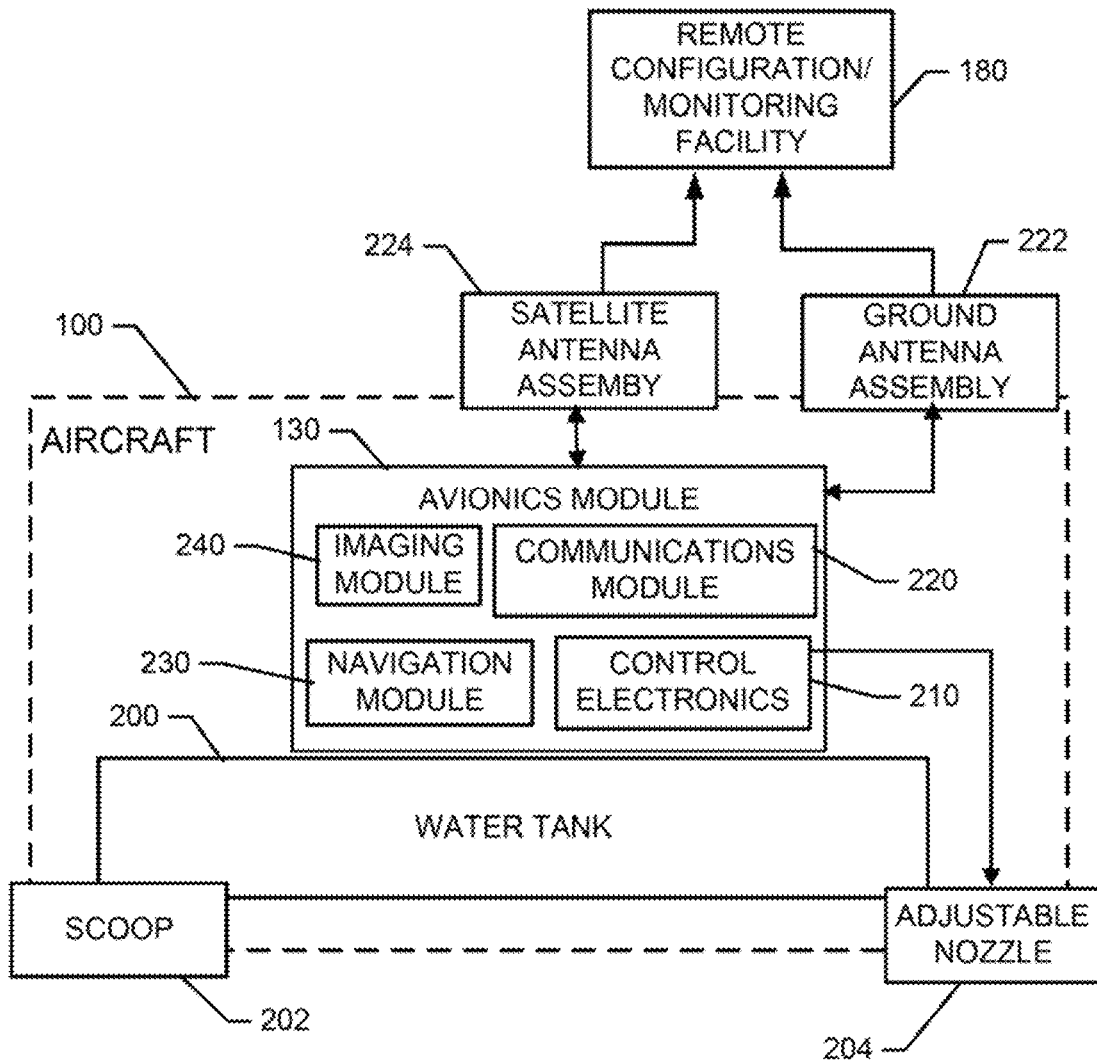 REMOTE
CONFIGURATION/
MONITORING
FACILITY
180
224
222
SATELLITE
ANTENNA
ASSEMBY
GROUND
ANTENNA
ASSEMBLY
100
AIRCRAFT
130
AVIONICS MODULE
240
IMAGING
MODULE
COMMUNICATIONS
MODULE
220
230
NAVIGATION
MODULE
CONTROL
ELECTRONICS
210
200
WATER TANK
SCOOP
ADJUSTABLE
NOZZLE
202
204